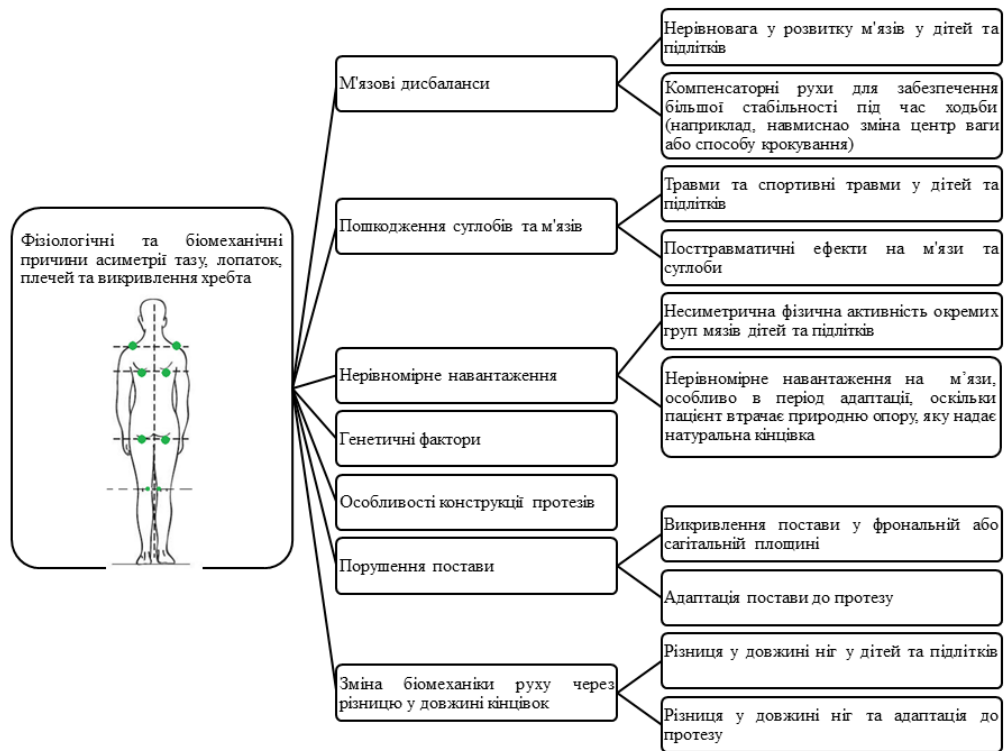 Фізіологічні та біомеханічні
причини асиметрії тазу, лопаток,
плечей та викривлення хребта
М'язові дисбаланси
Нерівновага у розвитку м'язів у дітей та
підлітків
Компенсаторні рухи для забезпечення
більшої стабільності під час ходьби
(наприклад, навмиснао зміна центр ваги
або способу крокування)
Пошкодження суглобів та м'язів
Травми та спортивні травми у дітей та
підлітків
Посттравматичні ефекти на м'язи та
суглоби
Нерівномірне навантаження
Несиметрична фізична активність окремих
груп мязів дітей та підлітків
Нерівномірне навантаження на м’язи,
особливо в період адаптації, оскільки
пацієнт втрачає природню опору, яку надає
натуральна кінцівка
Генетичні фактори
Особливості конструкції протезів
Порушення постави
Викривлення постави у фрональній або
сагітальній площині
Адаптація постави до протезу
Зміна біомеханіки руху через
різницю у довжині кінцівок
Різниця у довжині ніг у дітей та підлітків
Різниця у довжині ніг та адаптація до
протезу